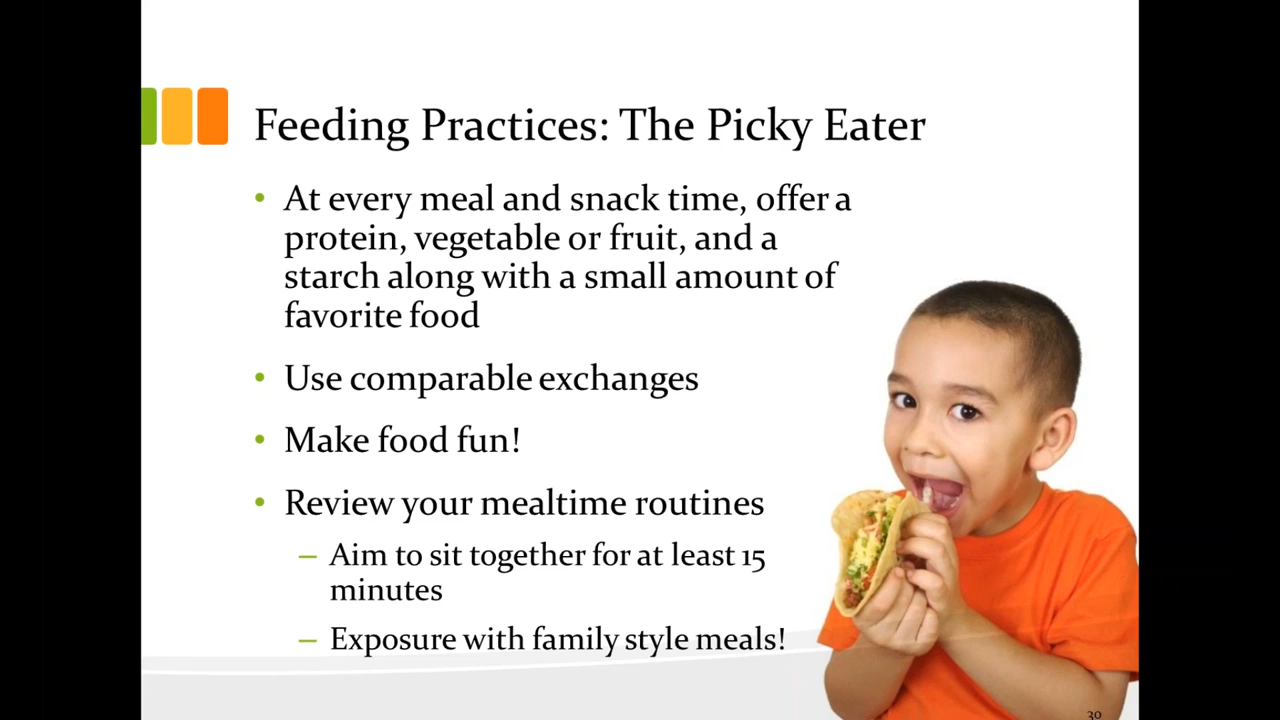 Feeding Practices: The Picky Eater
• At every meal and snack time, offer a
protein, vegetable or fruit, and a
starch along with a small amount of
favorite food
• Use comparable exchanges
• Make food fun!
• Review your mealtime routines
– Aim to sit together for at least 15
minutes
– Exposure with family style meals!
30